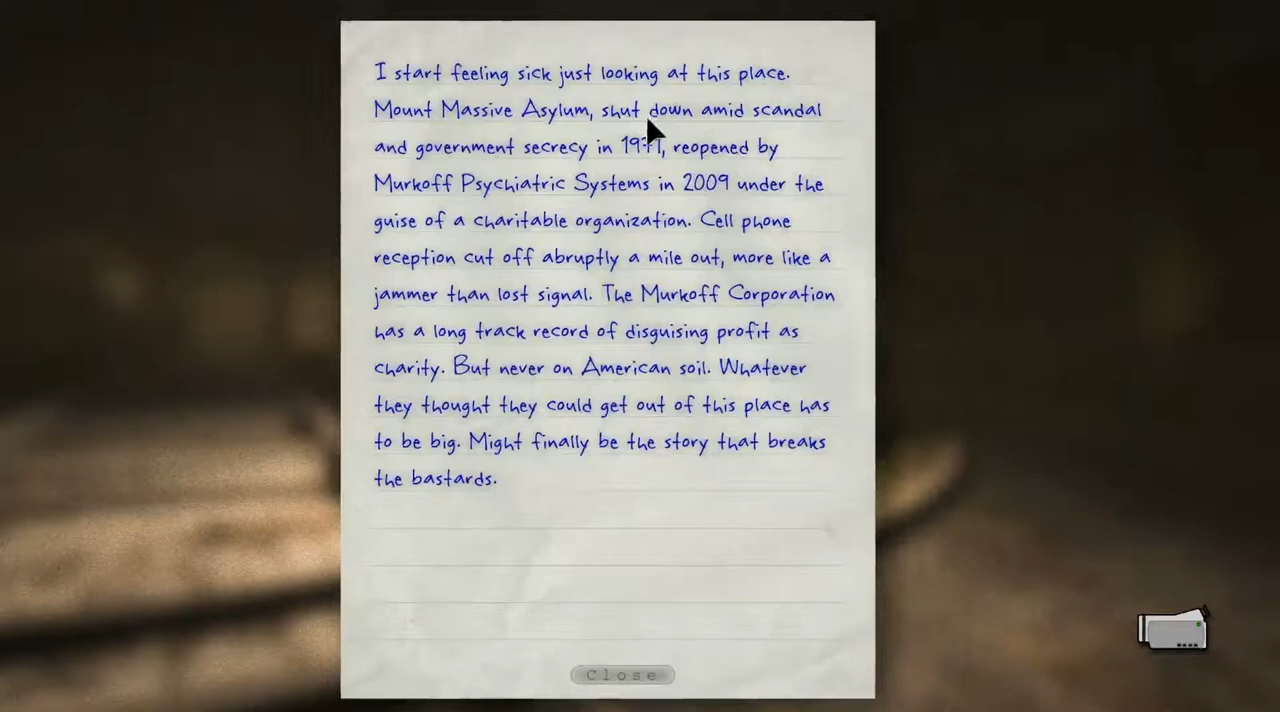 I start feeling sick just looking at this place.
Mount Massive Asylum, shut down amid scandal
and government secrecy in 1971, reopened by
Murkoff Psychiatric Systems in 2009 under the
guise of a charitable organization. Cell phone
reception cut off abruptly a mile out, more like a
jammer than lost signal. The Murkoff Corporation
has a long track record of disguising profit as
charity. But never on American soil. Whatever
they thought they could get out of this place has
to be big. Might finally be the story that breaks
the bastards.
Close